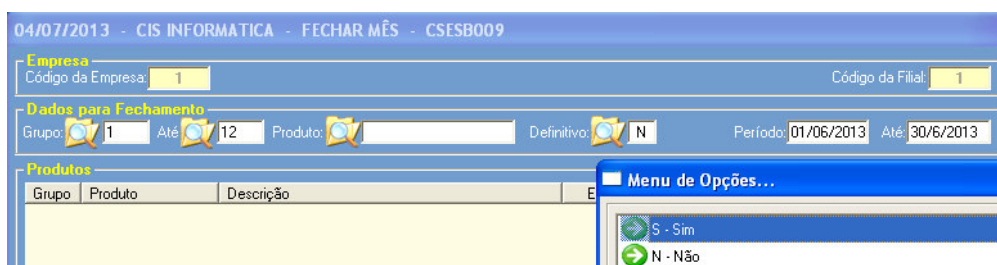 04/07/2013 - CIS INFORMATICA - FECHAR MÊS - CSESB009
Empresa
Código da Empresa: 1 Código da Filial: 1
Dados para Fechamento
Grupo: 1 Até 12 Produto: Definitivo: N Período: 01/06/2013 Até: 30/6/2013
Produtos
Grupo Produto Descrição E
Menu de Opções...
S - Sim
N - Não